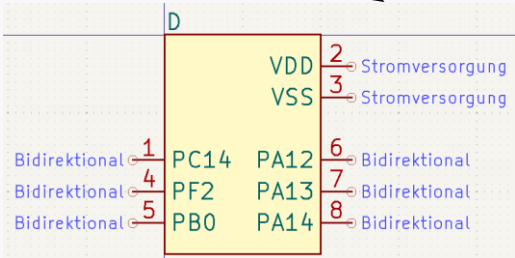 D
VDD 2 Stromversorgung
VSS 3 Stromversorgung
Bidirektional 1 PC14 PA12 6 Bidirektional
Bidirektional 4 PF2 PA13 7 Bidirektional
Bidirektional 5 PB0 PA14 8 Bidirektional